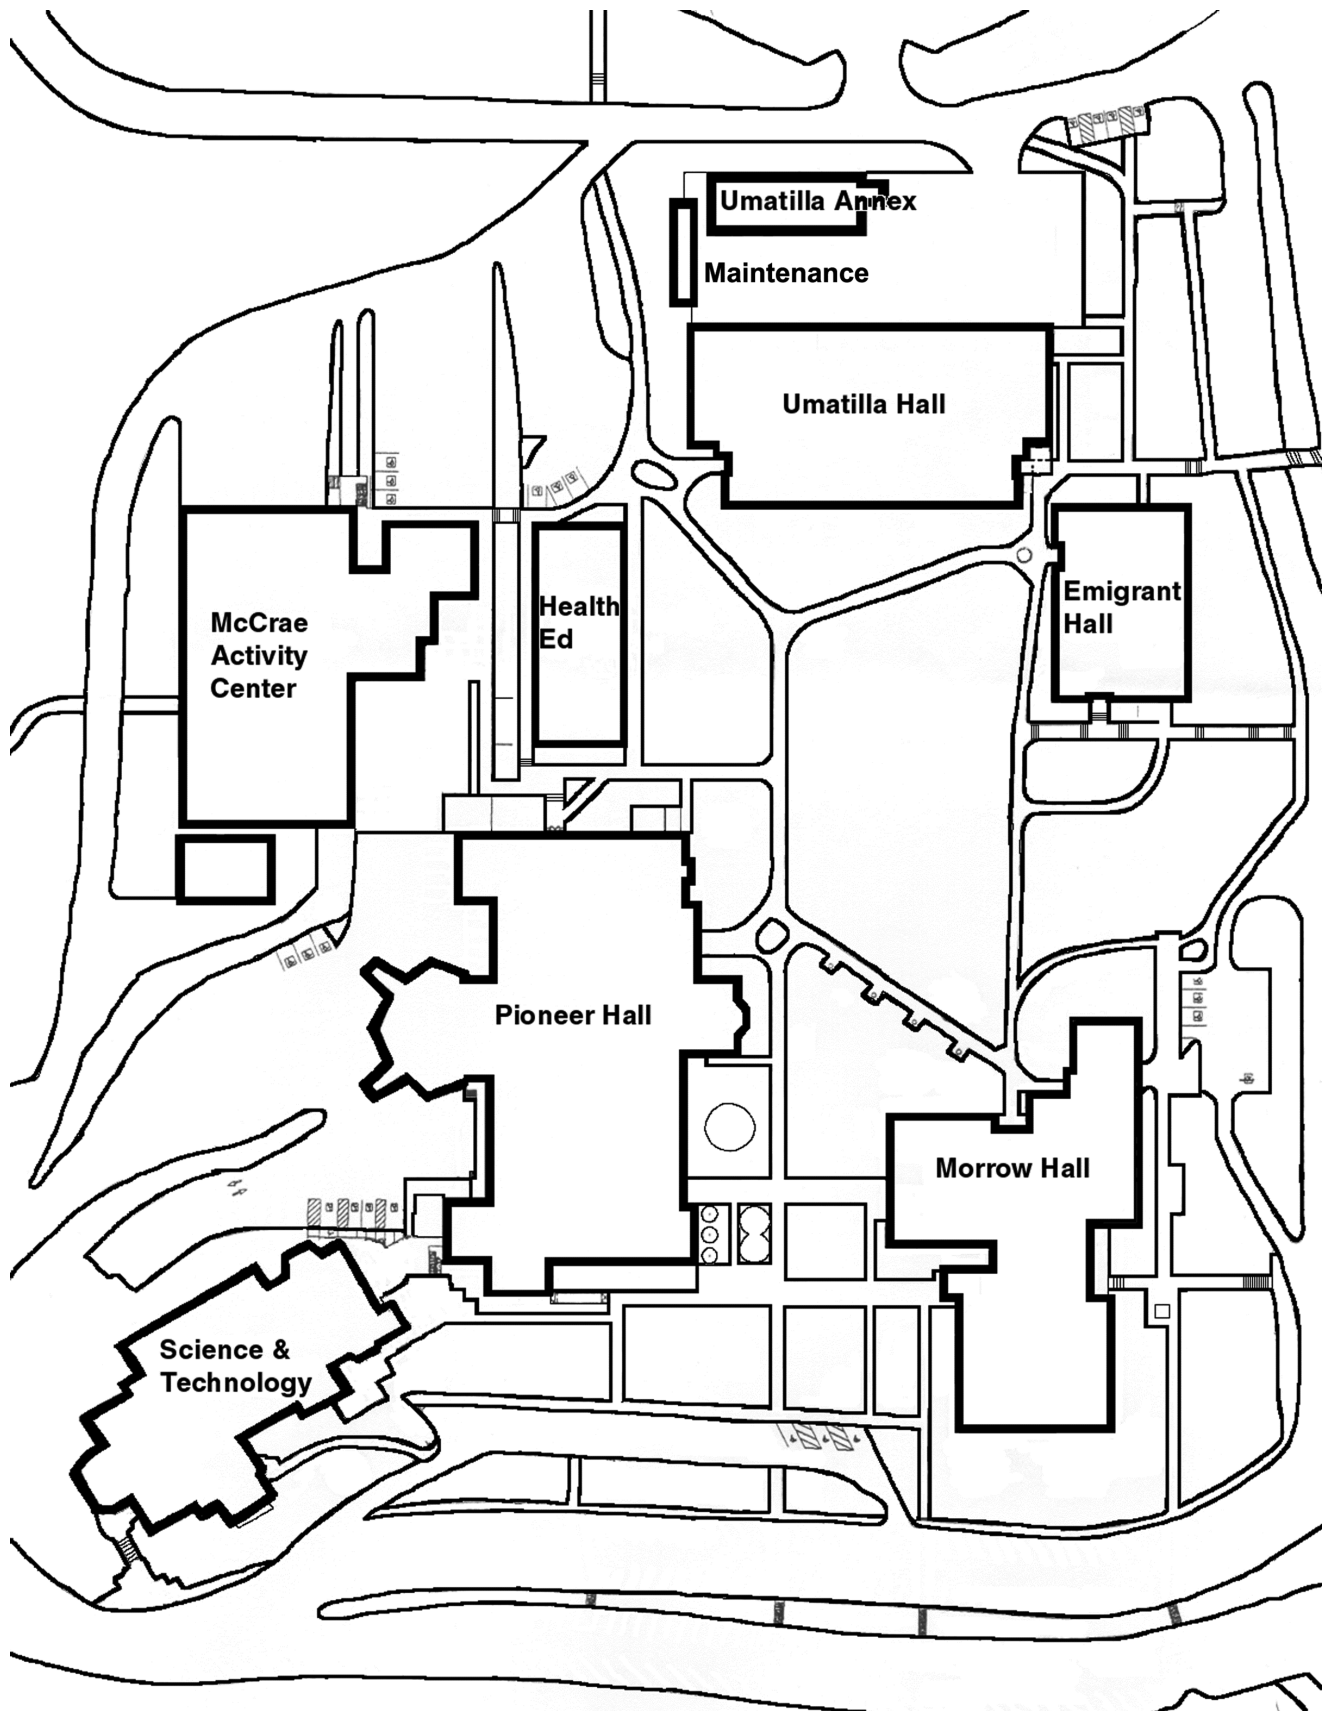 Umatilla Annex
Maintenance
Umatilla Hall
Emigrant
Hall
Health
Ed
McCrae
Activity
Center
Pioneer Hall
Morrow Hall
Science &
Technology